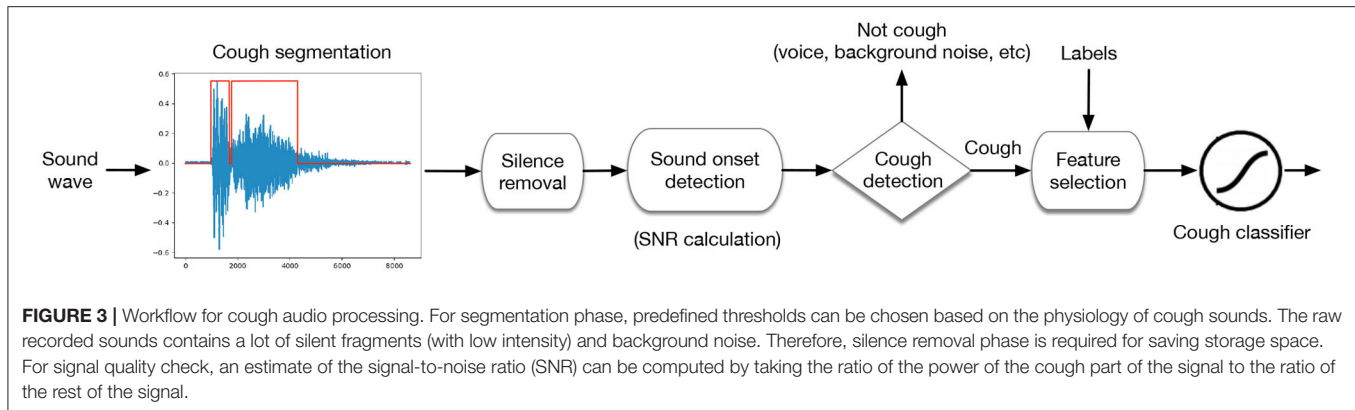 Cough segmentation
Not cough
(voice, background noise, etc)
Labels
0.6
0.4
0.2
0.0
−0.2
−0.4
−0.6
0 2000 4000 6000 8000
Sound
wave
Silence
removal
Sound onset
detection
(SNR calculation)
Cough
detection
Cough
Feature
selection
Cough classifier
FIGURE 3 | Workflow for cough audio processing. For segmentation phase, predefined thresholds can be chosen based on the physiology of cough sounds. The raw
recorded sounds contains a lot of silent fragments (with low intensity) and background noise. Therefore, silence removal phase is required for saving storage space.
For signal quality check, an estimate of the signal-to-noise ratio (SNR) can be computed by taking the ratio of the power of the cough part of the signal to the ratio of
the rest of the signal.